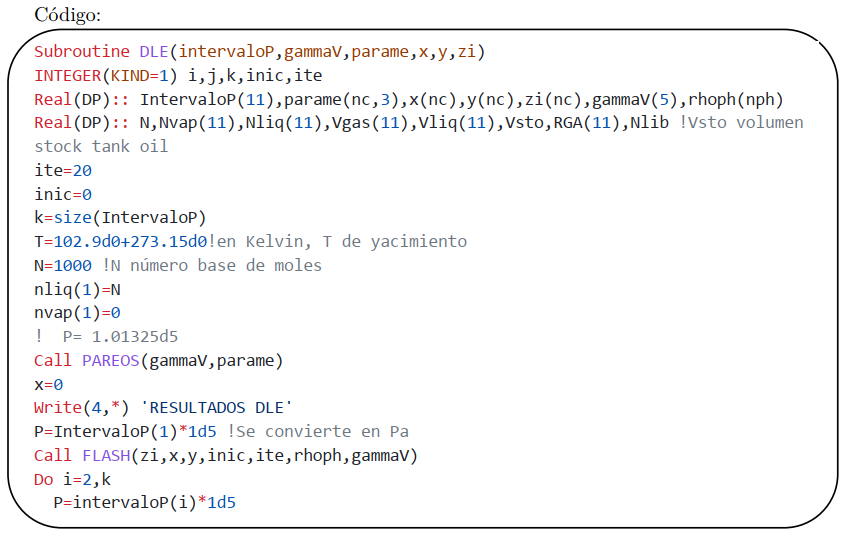 Código:
Subroutine DLE(intervaloP,gammaV,parame,x,y,zi)
INTEGER(KIND=1) i,j,k,inic,ite
Real(DP):: IntervaloP(11),parame(nc,3),x(nc),y(nc),zi(nc),gammaV(5),rhoph(nph)
Real(DP):: N,Nvap(11),Nliq(11),Vgas(11),Vliq(11),Vsto,RGA(11),Nlib !Vsto volumen
stock tank oil
ite=20
inic=0
k=size(IntervaloP)
T=102.9d0+273.15d0!en Kelvin, T de yacimiento
N=1000 !N número base de moles
nliq(1)=N
nvap(1)=0
!  P= 1.01325d5
Call PAREOS(gammaV,parame)
x=0
Write(4,*) 'RESULTADOS DLE'
P=IntervaloP(1)*1d5 !Se convierte en Pa
Call FLASH(zi,x,y,inic,ite,rhoph,gammaV)
Do i=2,k
  P=intervaloP(i)*1d5